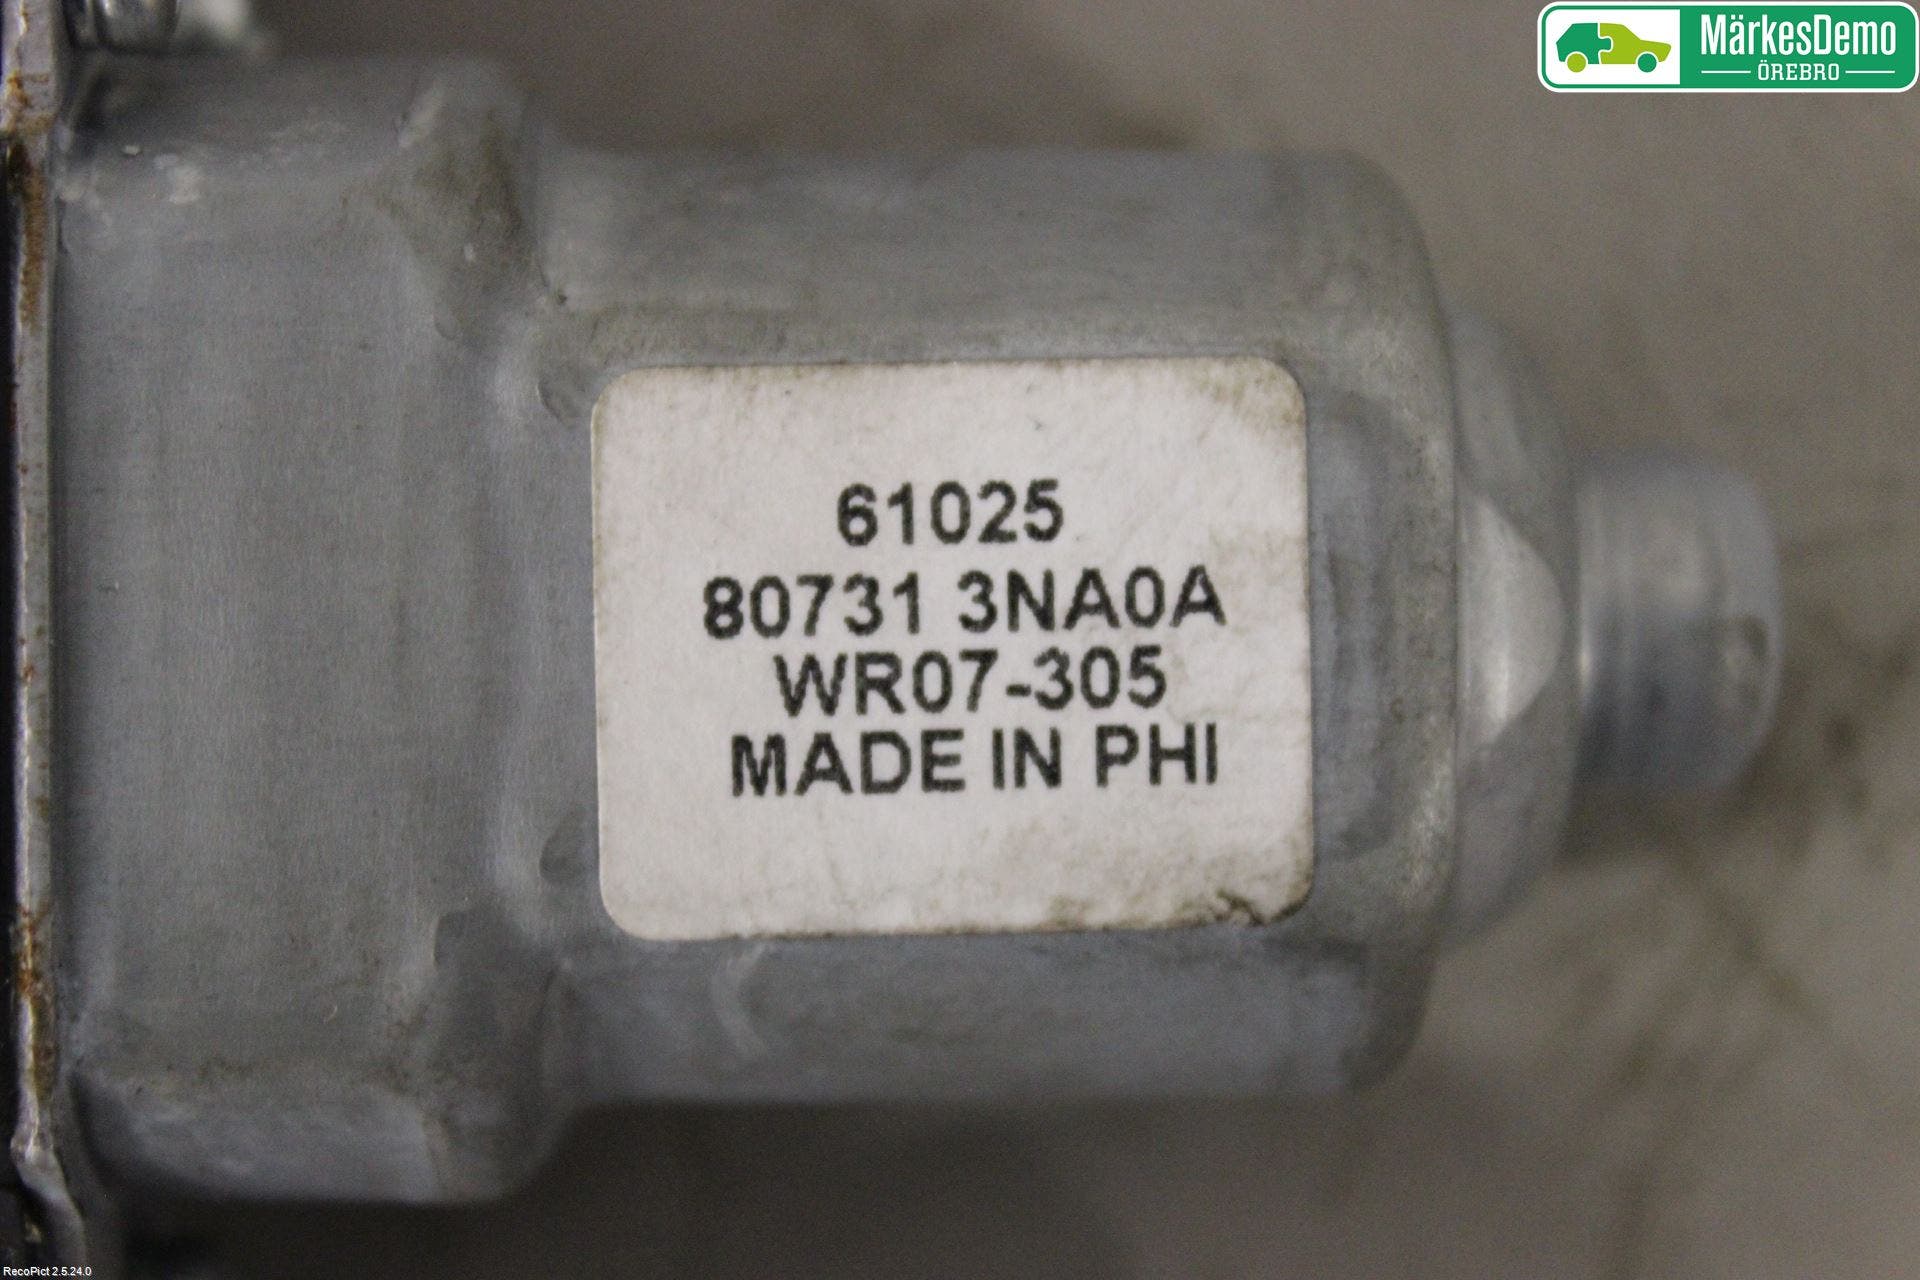 MärkesDemo
ÖREBRO
61025
80731 3NA0A
WR07-305
MADE IN PHI
RecoPict 2.5.24.0